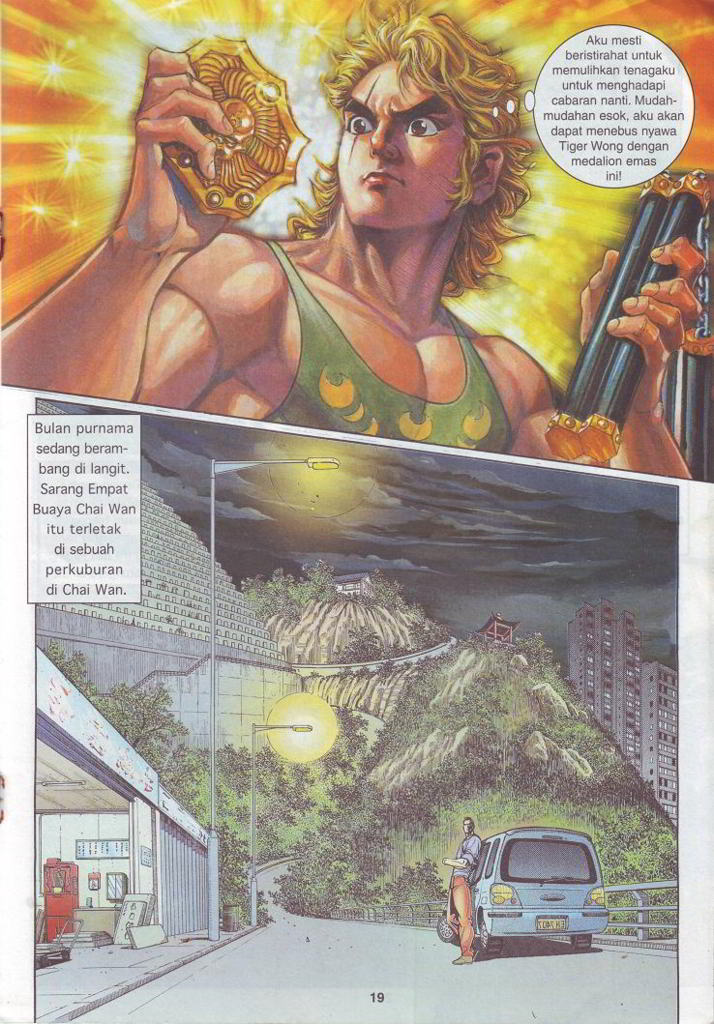 Aku mesti
beristirahat untuk
memulihkan tenagaku
untuk menghadapi
cabaran nanti. Mudah-
mudahan esok, aku akan
dapat menebus nyawa
Tiger Wong dengan
medalion emas
ini!
Bulan purnama
sedang beram-
bang di langit.
Sarang Empat
Buaya Chai Wan
itu terletak
di sebuah
perkuburan
di Chai Wan.
19